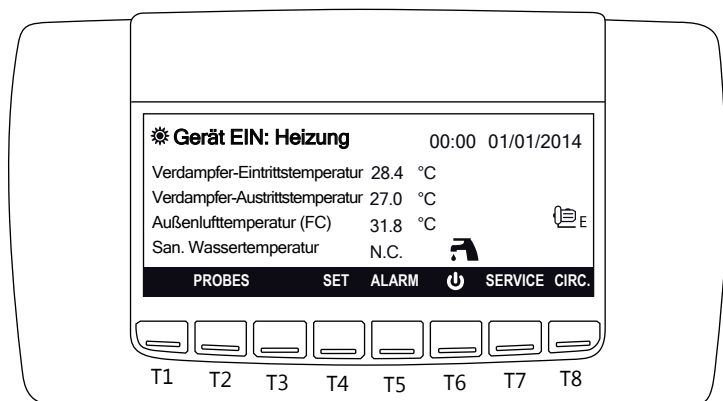 Gerät EIN: Heizung 00:00 01/01/2014
Verdampfer-Eintrittstemperatur 28.4 °C
Verdampfer-Austrittstemperatur 27.0 °C
Außenlufttemperatur (FC) 31.8 °C
E
San. Wassertemperatur N.C.
PROBES SET ALARM SERVICE CIRC.
T1 T2 T3 T4 T5 T6 T7 T8